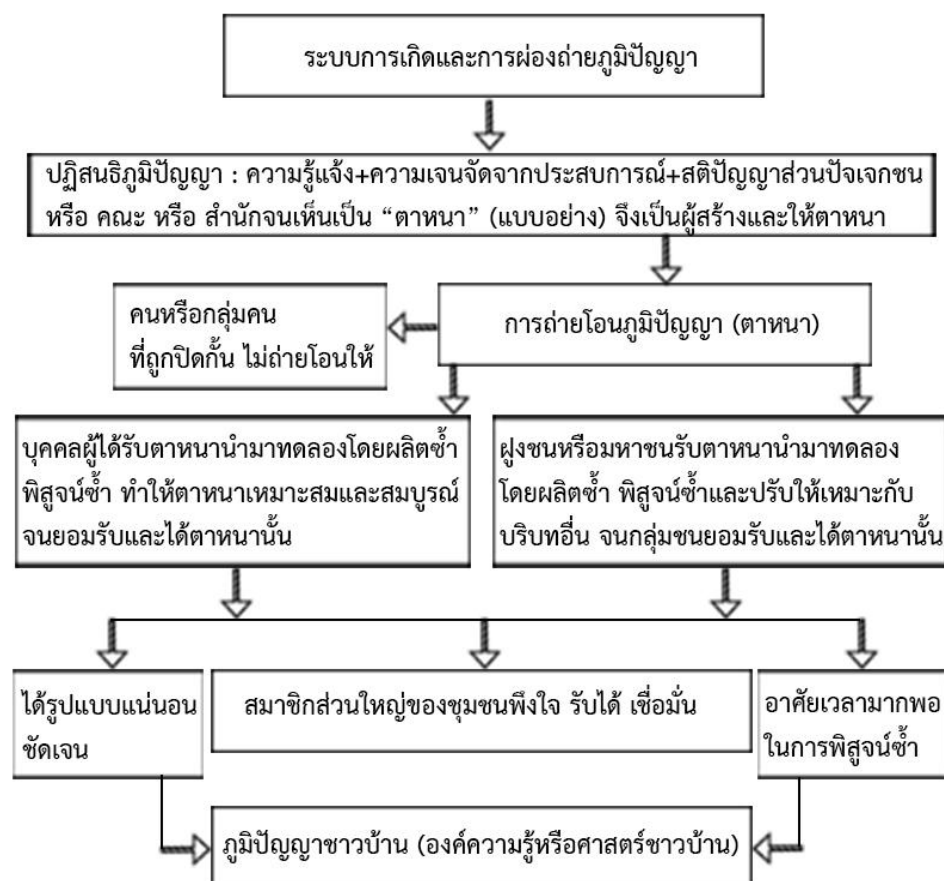 ระบบการเกิดและการผ่องถ่ายภูมิปัญญา
ปฏิสนธิภูมิปัญญา : ความรู้แจ้ง+ความเจนจัดจากประสบการณ์+สติปัญญาส่วนปัจเจกชน
หรือ คณะ หรือ สำนักจนเห็นเป็น “ตาหนา” (แบบอย่าง) จึงเป็นผู้สร้างและให้ตาหนา
คนหรือกลุ่มคน
ที่ถูกปิดกั้น ไม่ถ่ายโอนให้
การถ่ายโอนภูมิปัญญา (ตาหนา)
บุคคลผู้ได้รับตาหนานำมาทดลองโดยผลิตซ้ำ
พิสูจน์ซ้ำ ทำให้ตาหนาเหมาะสมและสมบูรณ์
จนยอมรับและได้ตาหนานั้น
ฝูงชนหรือมหาชนรับตาหนานำมาทดลอง
โดยผลิตซ้ำ พิสูจน์ซ้ำและปรับให้เหมาะกับ
บริบทอื่น จนกลุ่มชนยอมรับและได้ตาหนานั้น
ได้รูปแบบแน่นอน
ชัดเจน
สมาชิกส่วนใหญ่ของชุมชนพึงใจ รับได้ เชื่อมั่น
อาศัยเวลามากพอ
ในการพิสูจน์ซ้ำ
ภูมิปัญญาชาวบ้าน (องค์ความรู้หรือศาสตร์ชาวบ้าน)